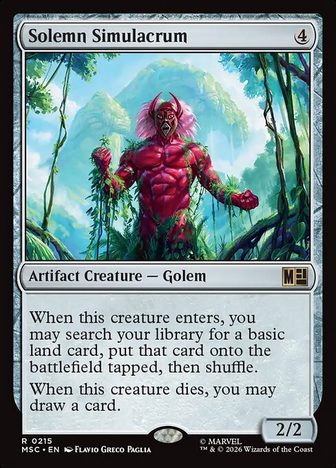 Solemn Simulacrum 4
Artifact Creature — Golem
When this creature enters, you
may search your library for a basic
land card, put that card onto the
battlefield tapped, then shuffle.
When this creature dies, you may
draw a card.
2/2
R 0215
MSC • EN Flavio Greco Paglia
© MARVEL
™ & © 2026 Wizards of the Coast